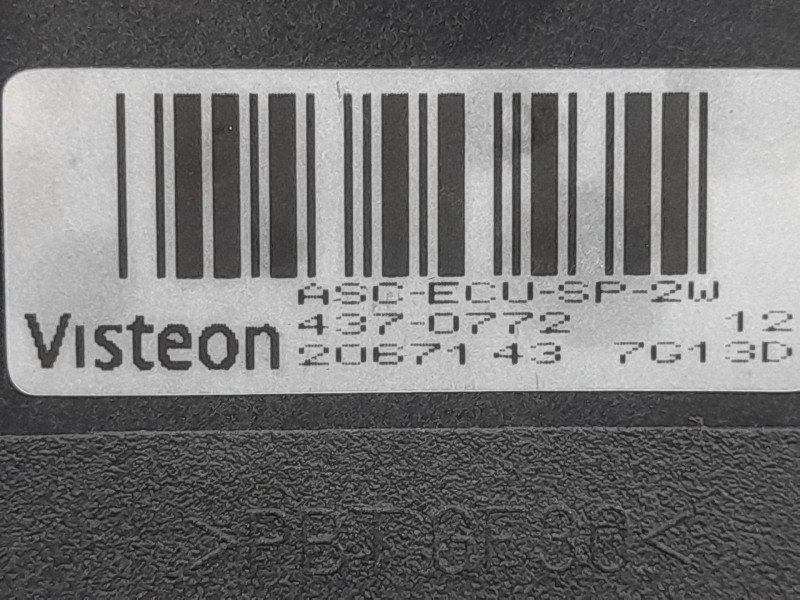 ASC-ECU-SP-2W
Visteon 437-0772 12
2067143 7G13D
>PBT GF30<